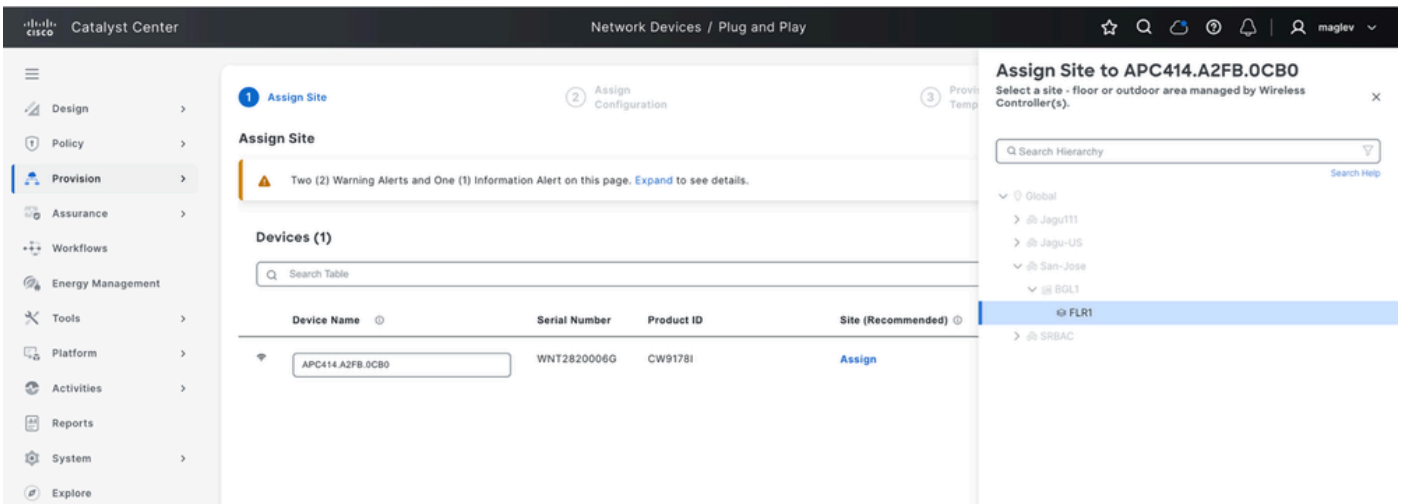 CISCO Catalyst Center
Network Devices / Plug and Play
maglev
Design
Policy
Provision
Assurance
Workflows
Energy Management
Tools
Platform
Activities
Reports
System
Explore
1 Assign Site
2 Assign
Configuration
3 Provis
Temp
Assign Site
Two (2) Warning Alerts and One (1) Information Alert on this page. Expand to see details.
Devices (1)
Search Table
Device Name Serial Number Product ID Site (Recommended)
APC414.A2FB.0CB0 WNT2820006G CW9178I Assign
Assign Site to APC414.A2FB.0CB0
Select a site - floor or outdoor area managed by Wireless
Controller(s).
Search Hierarchy
Search Help
Global
Jagu111
Jagu-US
San-Jose
BGL1
FLR1
SRBAC